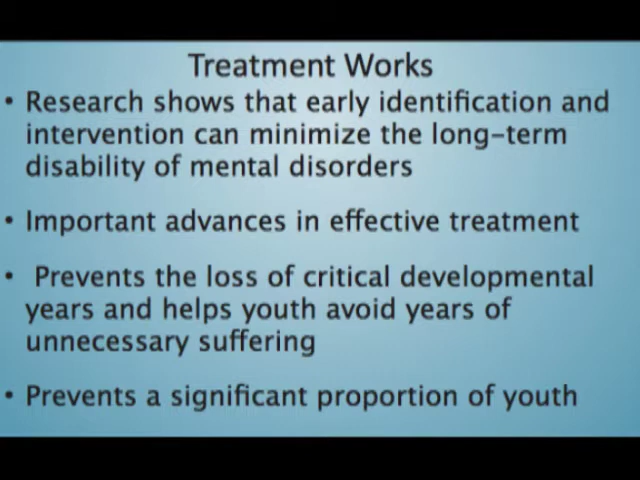 Treatment Works
• Research shows that early identification and
intervention can minimize the long-term
disability of mental disorders
• Important advances in effective treatment
• Prevents the loss of critical developmental
years and helps youth avoid years of
unnecessary suffering
• Prevents a significant proportion of youth